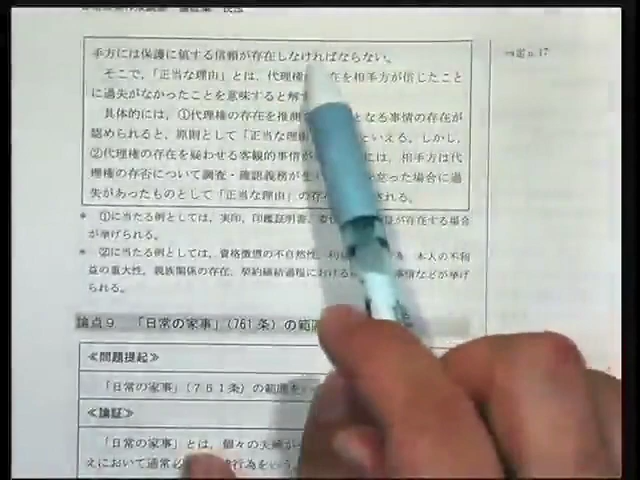 手方には保護に値する信頼が存在しなければならない。
そこで,「正当な理由」とは,代理権 在を相手方が信じたこと
に過失がなかったことを意味すると解す
具体的には,①代理権の存在を推測 となる事情の存在が
認められると,原則として「正当な理由 といえる。しかし,
②代理権の存在を疑わせる客観的事情が には,相手方は代
理権の存否について調査・確認義務が生 怠った場合に過
失があったものとして「正当な理由」の存 される。
⇒定n.17
* ①に当たる例としては,実印,印鑑証明書, が存在する場合
が挙げられる。
* ②に当たる例としては,資格徴憑の不自然性, 本人の不利
益の重大性,親族関係の存在,契約締結過程における 事情などが挙げ
られる。
論点9 「日常の家事」(761条)の範
≪問題提起≫
「日常の家事」(761条)の範囲を
≪論証≫
「日常の家事」とは,個々の夫婦が
えにおいて通常必 行為をいう。